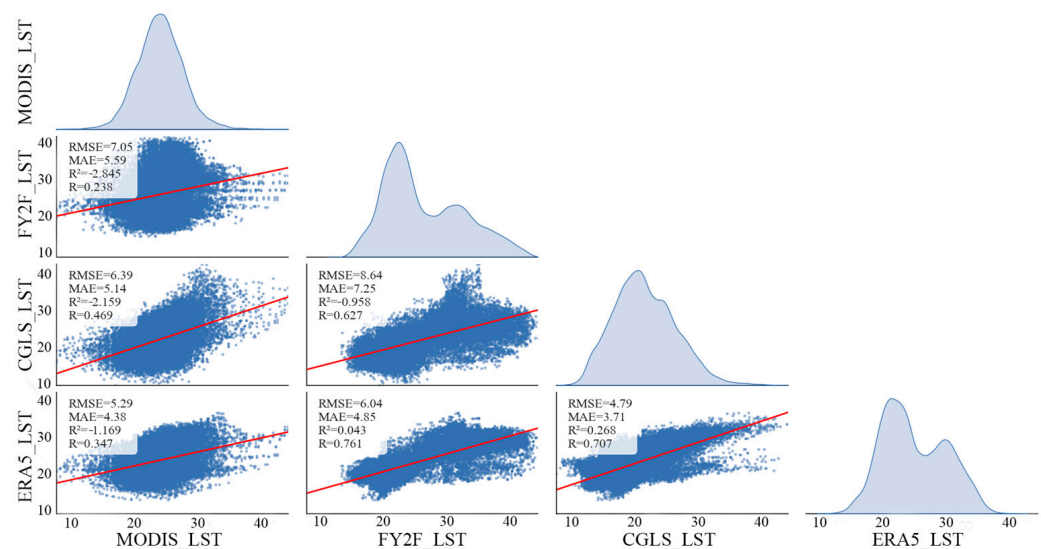 MODIS_LST
FY2F_LST
40
30
20
10
RMSE=7.05
MAE=5.59
R²=-2.845
R=0.238
CGLS_LST
40
30
20
10
RMSE=6.39
MAE=5.14
R²=-2.159
R=0.469
RMSE=8.64
MAE=7.25
R²=-0.958
R=0.627
ERA5_LST
40
30
20
10
RMSE=5.29
MAE=4.38
R²=-1.169
R=0.347
RMSE=6.04
MAE=4.85
R²=0.043
R=0.761
RMSE=4.79
MAE=3.71
R²=0.268
R=0.707
10 20 30 40
10 20 30 40
10 20 30 40
10 20 30 40
MODIS_LST
FY2F_LST
CGLS_LST
ERA5_LST